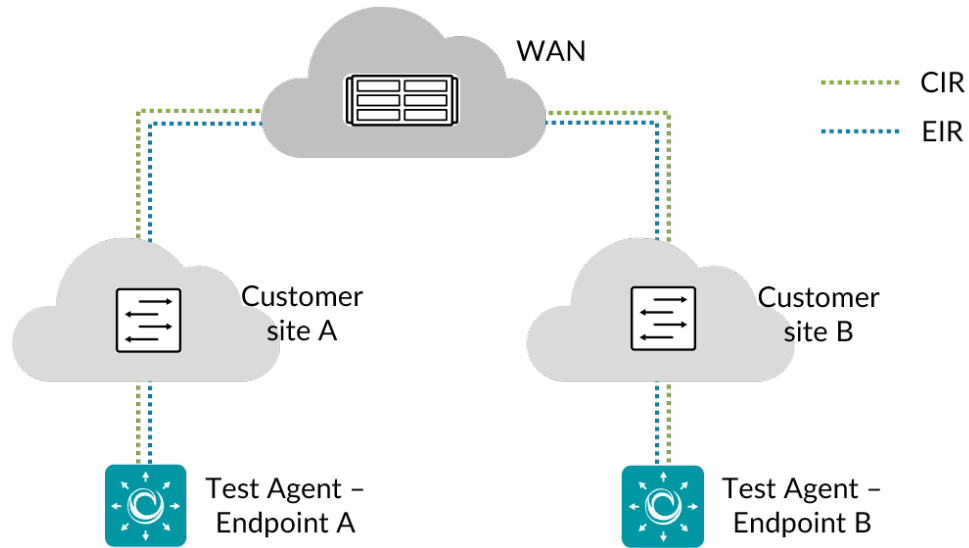 WAN
CIR
EIR
Customer
site A
Customer
site B
Test Agent –
Endpoint A
Test Agent –
Endpoint B